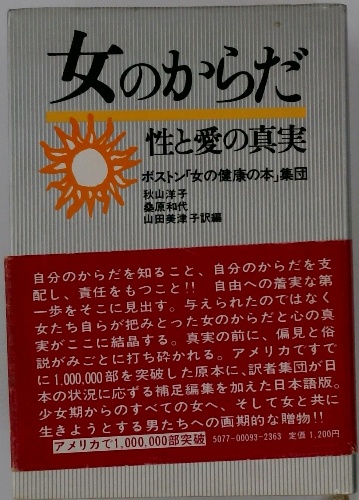 女のからだ
性と愛の真実
ボストン「女の健康の本」集団
秋山洋子
桑原和代
山田美津子訳編
自分のからだを知ること、自分のからだを支
配し、責任をもつこと!! 自由への着実な第
一歩をそこに見出す。与えられたのではなく
女たち自らが把みとった女のからだと心の真
実がここに結晶する。真実の前に、偏見と俗
説がみごとに打ち砕かれる。アメリカですで
に1,000,000部を突破した原本に、訳者集団が日
本の状況に応ずる補足編集を加えた日本語版。
少女期からのすべての女へ、そして女と共に
生きようとする男たちへの画期的な贈物!!
アメリカで1,000,000部突破 5077-00093-2363 定価 1,200円